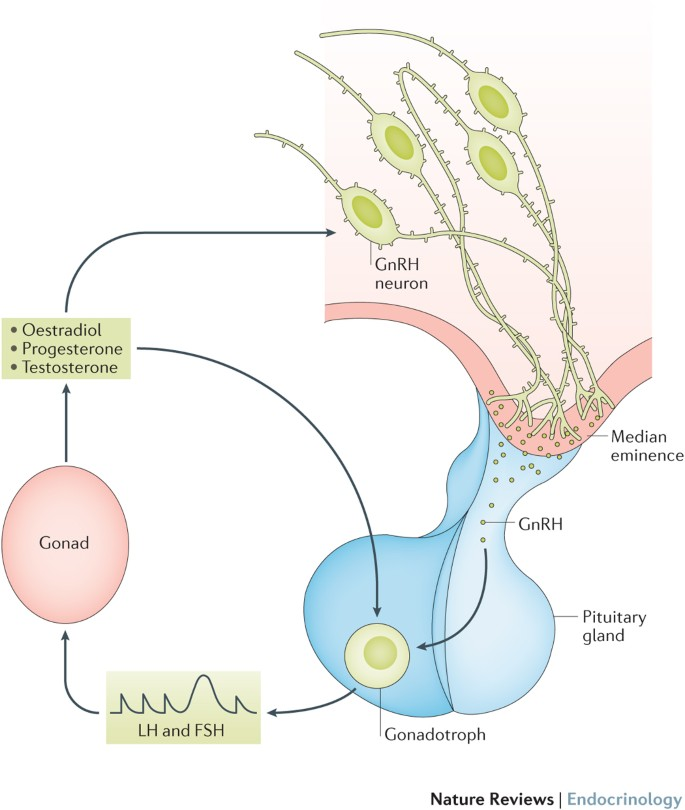 GnRH
neuron
• Oestradiol
• Progesterone
• Testosterone
Median
eminence
GnRH
Gonad
Pituitary
gland
LH and FSH
Gonadotroph
Nature Reviews | Endocrinology